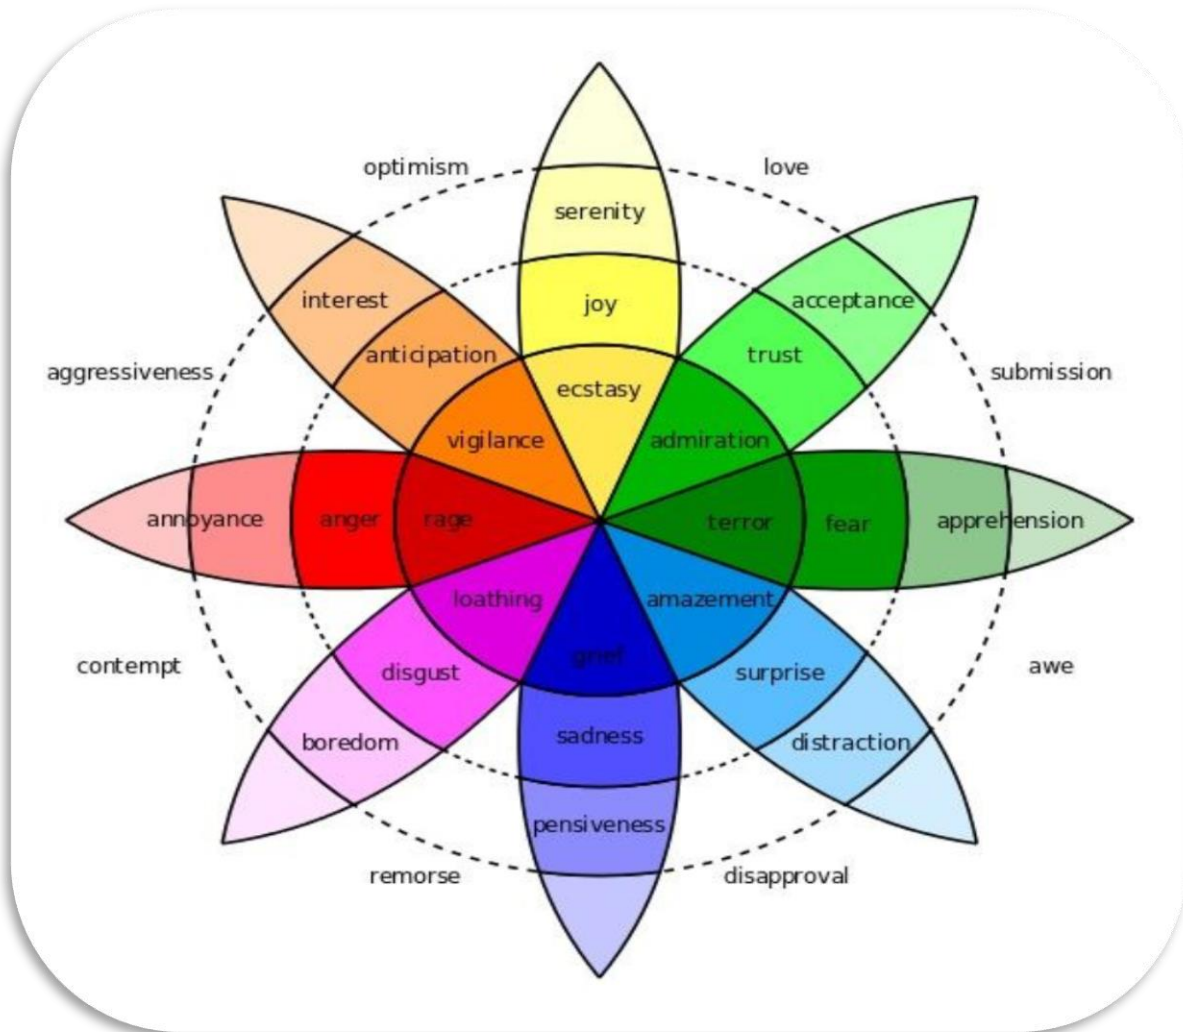 optimism
love
serenity
interest
joy
acceptance
anticipation
trust
aggressiveness
ecstasy
submission
vigilance
admiration
annoyance
anger
rage
terror
fear
apprehension
loathing
amazement
contempt
grief
awe
disgust
surprise
sadness
boredom
distraction
pensiveness
remorse
disapproval